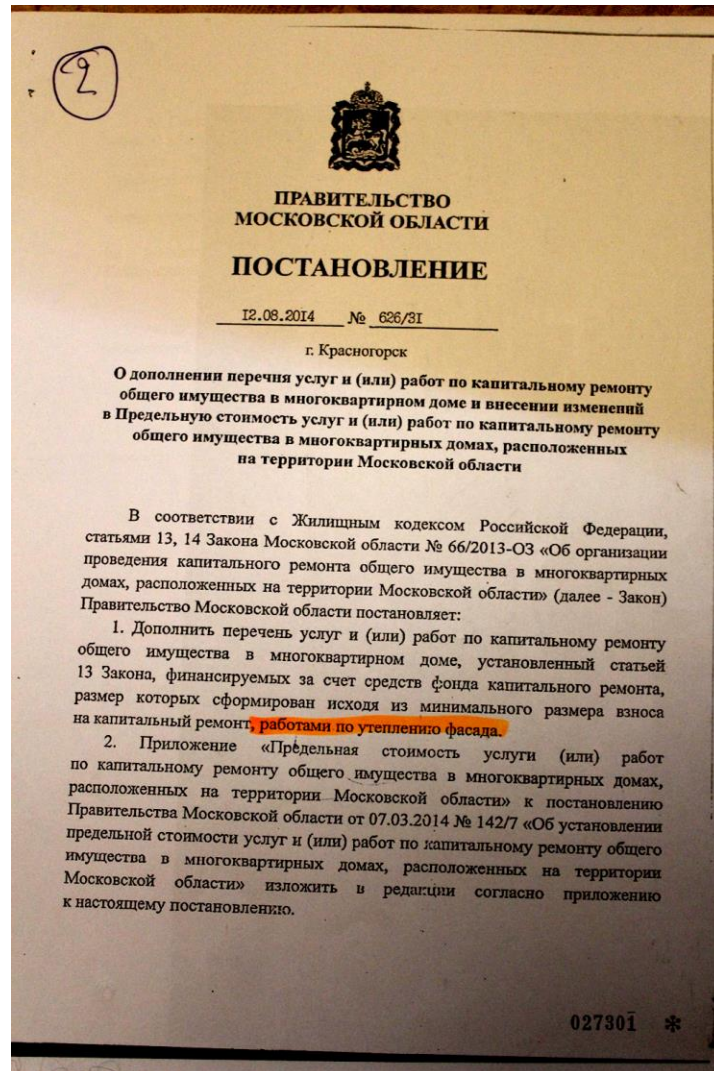 2
ПРАВИТЕЛЬСТВО
МОСКОВСКОЙ ОБЛАСТИ
ПОСТАНОВЛЕНИЕ
12.08.2014 № 626/31
г. Красногорск
О дополнении перечня услуг и (или) работ по капитальному ремонту
общего имущества в многоквартирном доме и внесении изменений
в Предельную стоимость услуг и (или) работ по капитальному ремонту
общего имущества в многоквартирных домах, расположенных
на территории Московской области
В соответствии с Жилищным кодексом Российской Федерации,
статьями 13, 14 Закона Московской области № 66/2013-ОЗ «Об организации
проведения капитального ремонта общего имущества в многоквартирных
домах, расположенных на территории Московской области» (далее - Закон)
Правительство Московской области постановляет:
1. Дополнить перечень услуг и (или) работ по капитальному ремонту
общего имущества в многоквартирном доме, установленный статьей
13 Закона, финансируемых за счет средств фонда капитального ремонта,
размер которых сформирован исходя из минимального размера взноса
на капитальный ремонт, работами по утеплению фасада.
2. Приложение «Предельная стоимость услуги (или) работ
по капитальному ремонту общего имущества в многоквартирных домах,
расположенных на территории Московской области» к постановлению
Правительства Московской области от 07.03.2014 № 142/7 «Об установлении
предельной стоимости услуг и (или) работ по капитальному ремонту общего
имущества в многоквартирных домах, расположенных на территории
Московской области» изложить в редакции согласно приложению
к настоящему постановлению.
027301 *